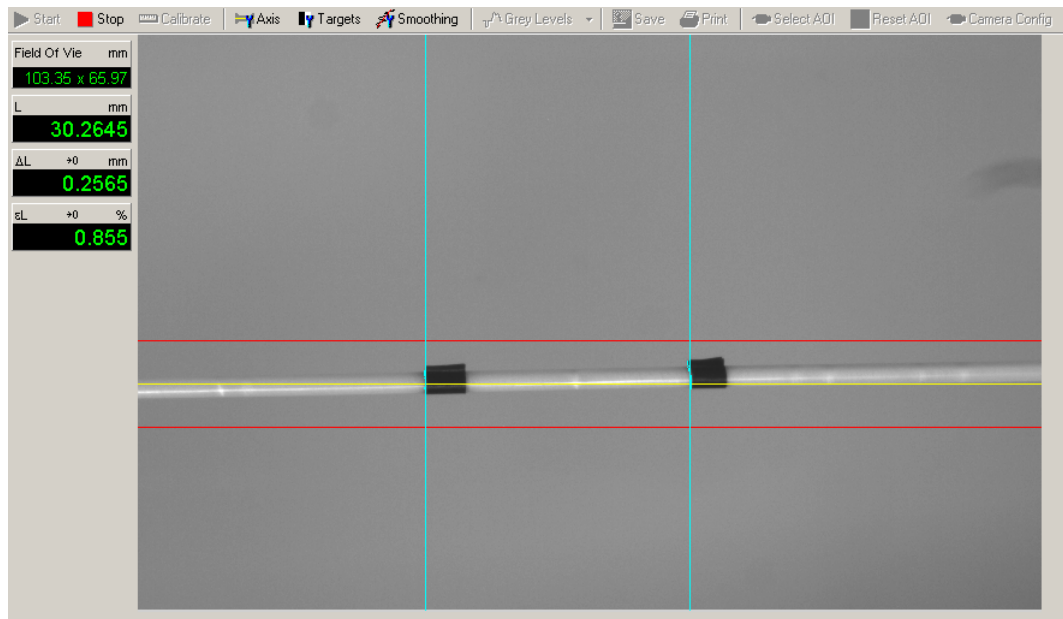 Start Stop Calibrate Axis Targets Smoothing Grey Levels Save Print Select AOI Reset AOI Camera Config
Field Of Vie mm
103.35 x 65.97
L mm
30.2645
ΔL →0 mm
0.2565
εL →0 %
0.855